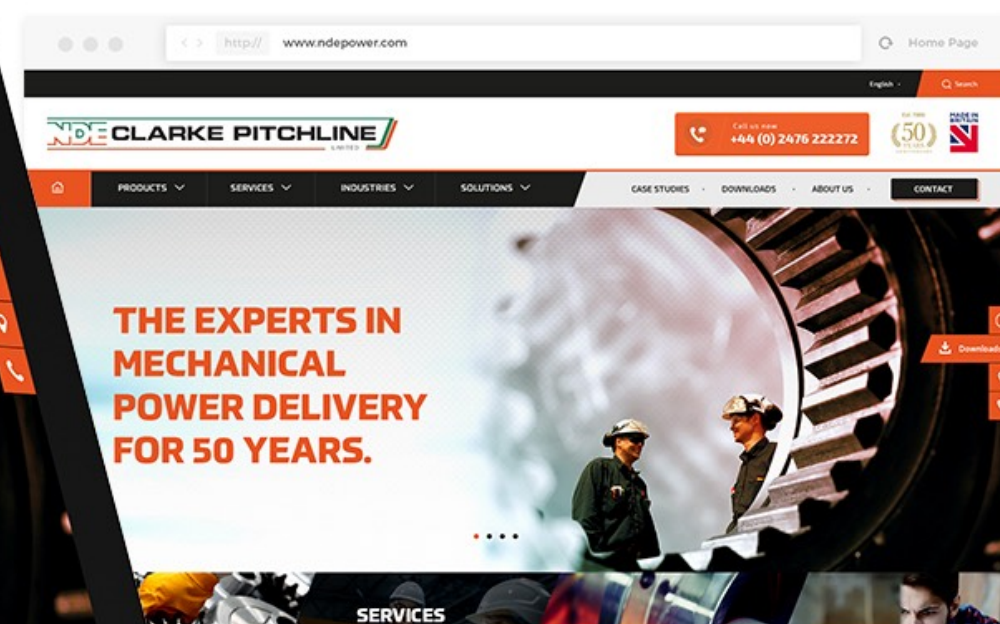 http://
www.ndepower.com
Home Page
English
Search
NDE CLARKE PITCHLINE
LIMITED
Call us now
+44 (0) 2476 222272
50
YEARS
MADE IN
BRITAIN
PRODUCTS
SERVICES
INDUSTRIES
SOLUTIONS
CASE STUDIES
DOWNLOADS
ABOUT US
CONTACT
THE EXPERTS IN
MECHANICAL
POWER DELIVERY
FOR 50 YEARS.
Downloads
SERVICES